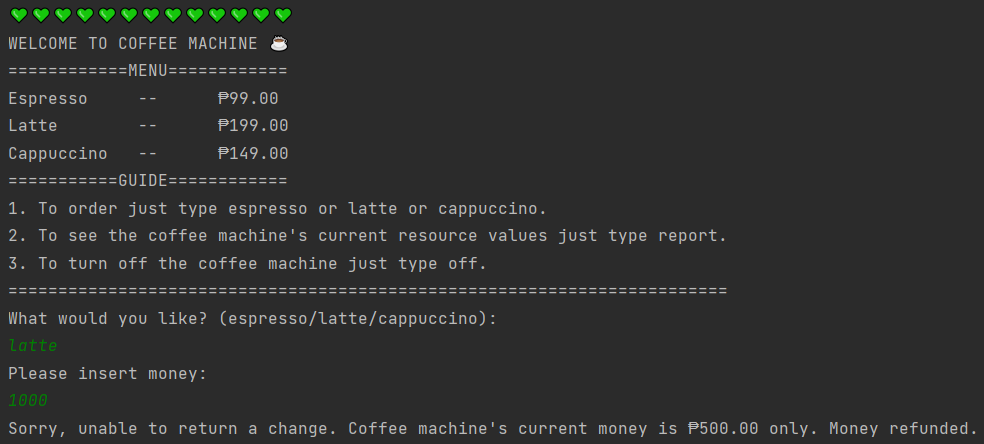 💚💚💚💚💚💚💚💚💚💚💚💚💚
WELCOME TO COFFEE MACHINE ☕
============MENU============
Espresso     --      ₱99.00
Latte        --      ₱199.00
Cappuccino   --      ₱149.00
===========GUIDE============
1. To order just type espresso or latte or cappuccino.
2. To see the coffee machine's current resource values just type report.
3. To turn off the coffee machine just type off.
========================================================================
What would you like? (espresso/latte/cappuccino):
latte
Please insert money:
1000
Sorry, unable to return a change. Coffee machine's current money is ₱500.00 only. Money refunded.